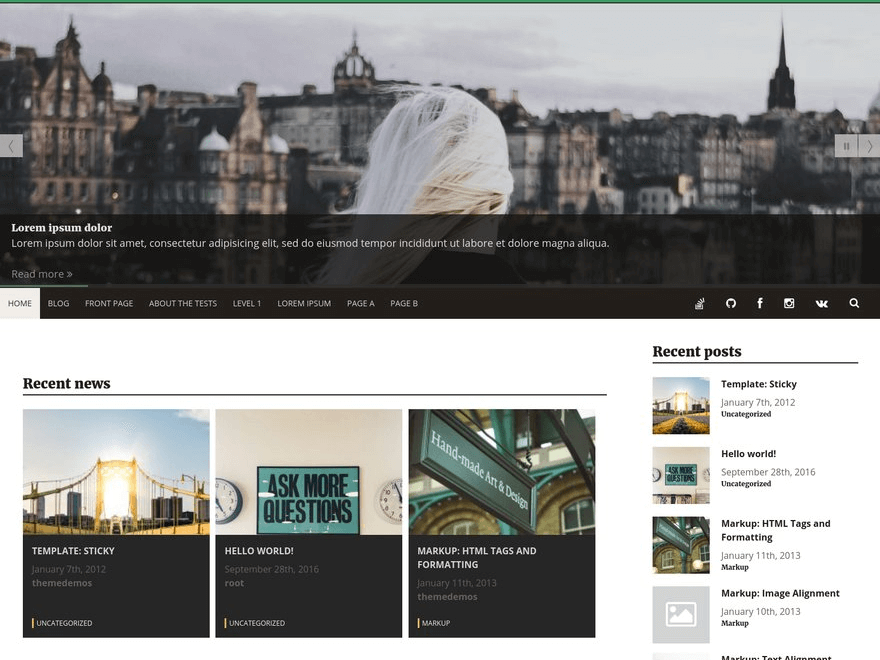 Lorem ipsum dolor
Lorem ipsum dolor sit amet, consectetur adipisicing elit, sed do eiusmod tempor incididunt ut labore et dolore magna aliqua.
Read more »
HOME BLOG FRONT PAGE ABOUT THE TESTS LEVEL 1 LOREM IPSUM PAGE A PAGE B
Recent news
ASK MORE
QUESTIONS
Hand-made Art & Design
TEMPLATE: STICKY
January 7th, 2012
themedemos
UNCATEGORIZED
HELLO WORLD!
September 28th, 2016
root
UNCATEGORIZED
MARKUP: HTML TAGS AND
FORMATTING
January 11th, 2013
themedemos
MARKUP
Recent posts
Template: Sticky
January 7th, 2012
Uncategorized
ASK MORE
QUESTIONS
Hello world!
September 28th, 2016
Uncategorized
Markup: HTML Tags and
Formatting
January 11th, 2013
Markup
Markup: Image Alignment
January 10th, 2013
Markup
Markup: Text Alignment